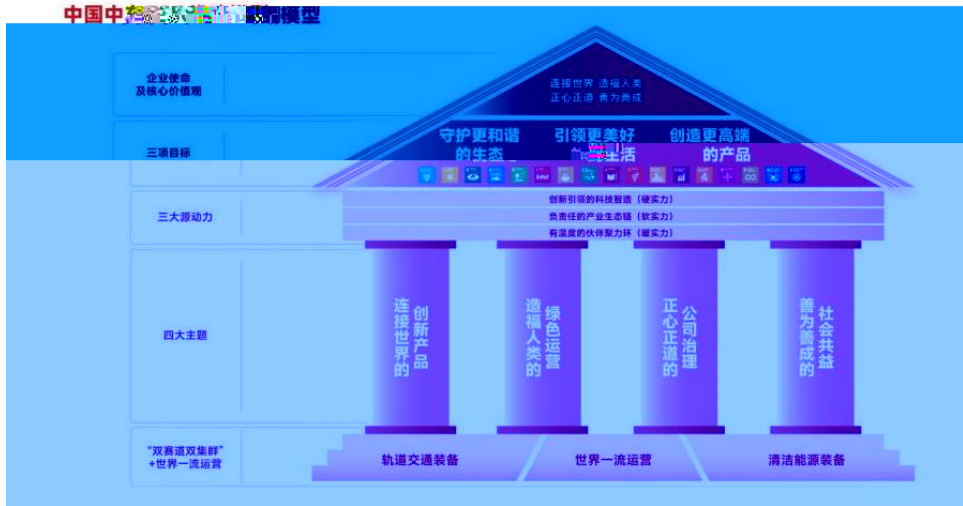 中国中
模型
企业使命
及核心价值观
连接世界 造福人类
正心正道 善为善成
三项目标
守护更和谐
的生态
引领更美好
生活
创造更高端
的产品
三大源动力
创新引领的科技智造（硬实力）
负责任的产业生态链（软实力）
有温度的伙伴聚力环（暖实力）
四大主题
连接世界的
创新产品
造福人类的
绿色运营
正心正道的
公司治理
善为善成的
社会共益
“双赛道双集群”
+世界一流运营
轨道交通装备
世界一流运营
清洁能源装备